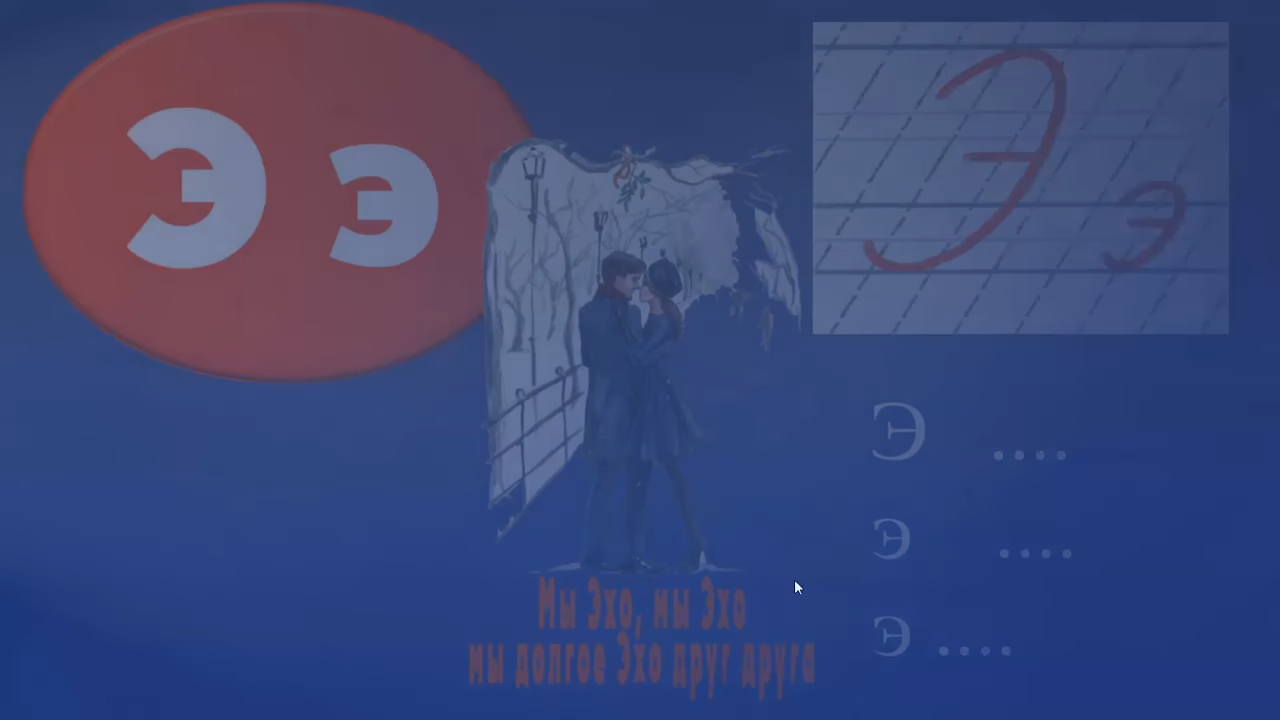 Э э
Э э
Мы Эхо, мы Эхо
мы долгое Эхо друг друга
Э ....
Э ....
Э ....